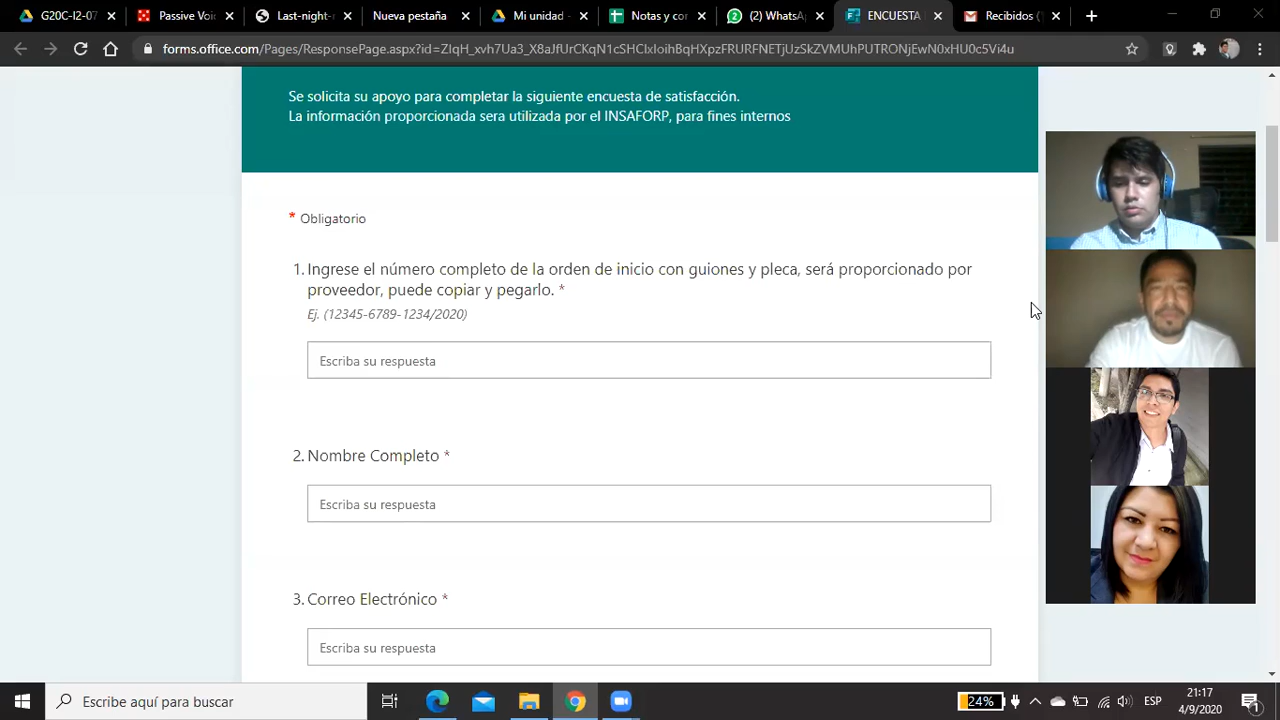 G20C-I2-07
Passive Voi
Last-night-
Nueva pestaña
Mi unidad -
Notas y cor
(2) WhatsA
ENCUESTA
Recibidos (
forms.office.com/Pages/ResponsePage.aspx?id=ZIqH_xvh7Ua3_X8aJfUrCKqN1cSHCIxIoihBqHXpzFRURFNETjUzSkZVMUhPUTRONjEwN0xHU0c5Vi4u
Se solicita su apoyo para completar la siguiente encuesta de satisfacción.
La información proporcionada sera utilizada por el INSAFORP, para fines internos
* Obligatorio
1. Ingrese el número completo de la orden de inicio con guiones y pleca, será proporcionado por
proveedor, puede copiar y pegarlo. *
Ej. (12345-6789-1234/2020)
Escriba su respuesta
2. Nombre Completo *
Escriba su respuesta
3. Correo Electrónico *
Escriba su respuesta
Escribe aquí para buscar
24%
ESP
21:17
4/9/2020
1